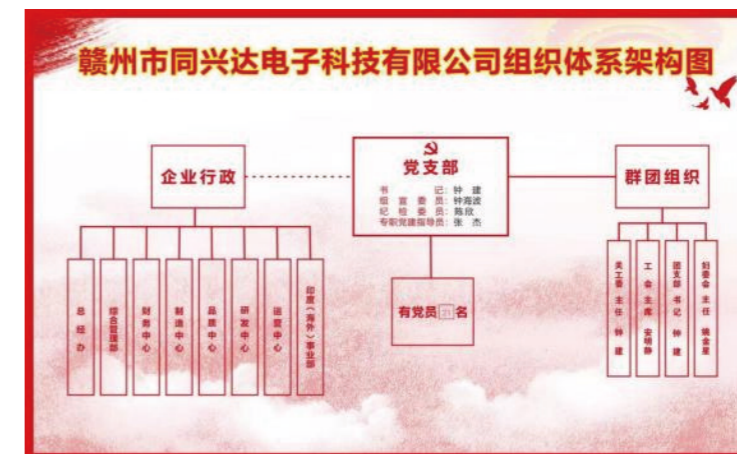 赣州市同兴达电子科技有限公司组织体系架构图
企业行政
党支部
群团组织
书记：钟建
组宣委员：钟海波
纪检委员：陈欣
专职党建指导员：张杰
有党员21名
总经办
综合管理部
财务中心
制造中心
品质中心
研发中心
运营中心
印度（海外）事业部
关工委 主任 钟建
工会 主席 安明静
团支部 书记 钟建
妇委会 主任 姚金星